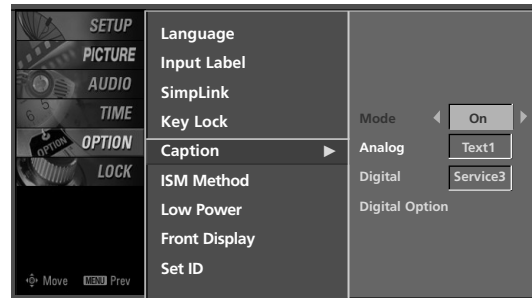 SETUP
PICTURE
AUDIO
TIME
OPTION
LOCK
Move MENU Prev
Language
Input Label
SimpLink
Key Lock
Caption
ISM Method
Low Power
Front Display
Set ID
Mode On
Analog Text1
Digital Service3
Digital Option